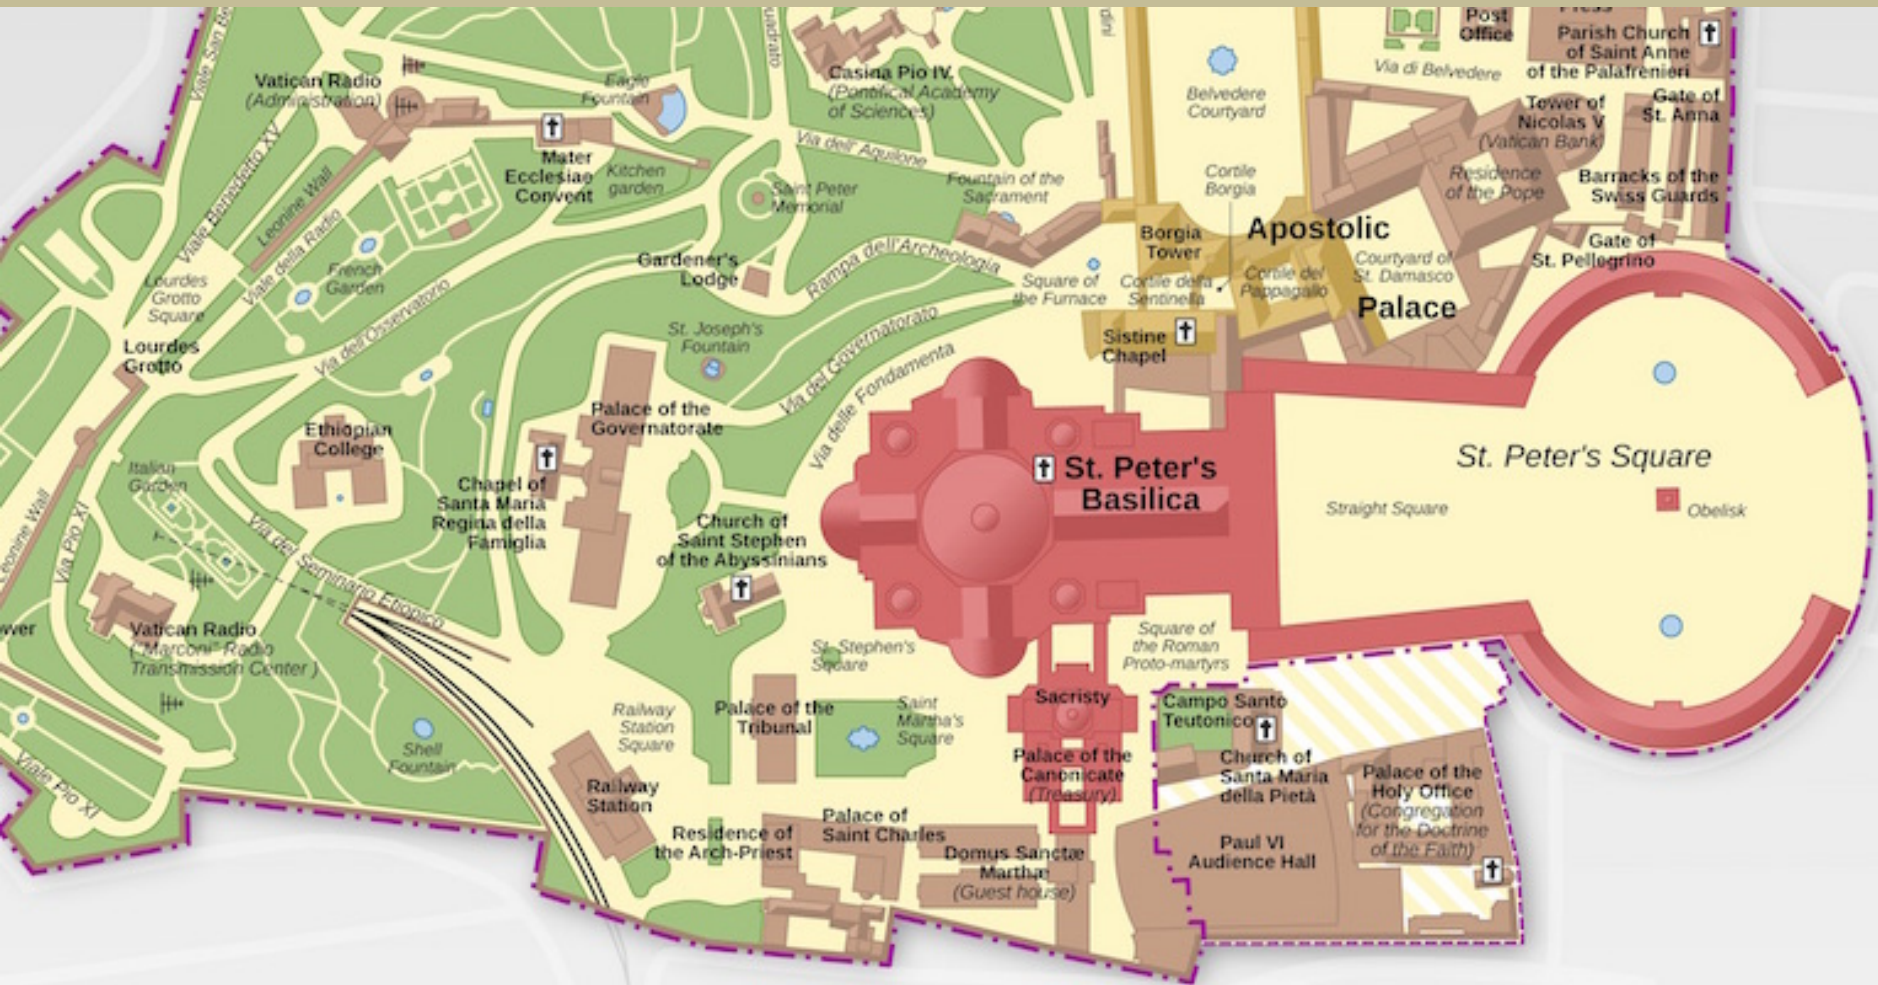 Post
Office
Press
Parish Church
of Saint Anne
of the Palafrenieri
Via di Belvedere
Vatican Radio
(Administration)
Eagle
Fountain
Casina Pio IV.
(Pontifical Academy
of Sciences)
Belvedere
Courtyard
Tower of
Nicolas V
(Vatican Bank)
Gate of
St. Anna
Viale Benedetto XV
Via dell' Aquilone
Mater
Ecclesiae
Convent
Kitchen
garden
Saint Peter
Memorial
Fountain of the
Sacrament
Cortile
Borgia
Residence
of the Pope
Barracks of the
Swiss Guards
Leonine Wall
Viale della Radio
Borgia
Tower
Apostolic
Palace
Gate of
St. Pellegrino
Lourdes
Grotto
Square
French
Garden
Gardener's
Lodge
Rampa dell'Archeologia
Square of
the Furnace
Cortile della
Sentinella
Cortile del
Pappagallo
Courtyard of
St. Damasco
Lourdes
Grotto
Via dell'Osservatorio
St. Joseph's
Fountain
Via del Governatorato
Via delle Fondamenta
Sistine
Chapel
Ethiopian
College
Palace of the
Governatorate
St. Peter's
Basilica
St. Peter's Square
Straight Square
Obelisk
Italian
Garden
Chapel of
Santa Maria
Regina della
Famiglia
Church of
Saint Stephen
of the Abyssinians
Leonine Wall
Via Pio XI
Via del Seminario Etiopico
Vatican Radio
("Marconi" Radio
Transmission Center )
St. Stephen's
Square
Square of
the Roman
Proto-martyrs
Shell
Fountain
Railway
Station
Square
Palace of the
Tribunal
Saint
Martha's
Square
Sacristy
Campo Santo
Teutonico
Palace of the
Canonicate
(Treasury)
Church of
Santa Maria
della Pietà
Palace of the
Holy Office
(Congregation
for the Doctrine
of the Faith)
Viale Pio XI
Railway
Station
Residence of
the Arch-Priest
Palace of
Saint Charles
Domus Sanctæ
Marthæ
(Guest house)
Paul VI
Audience Hall